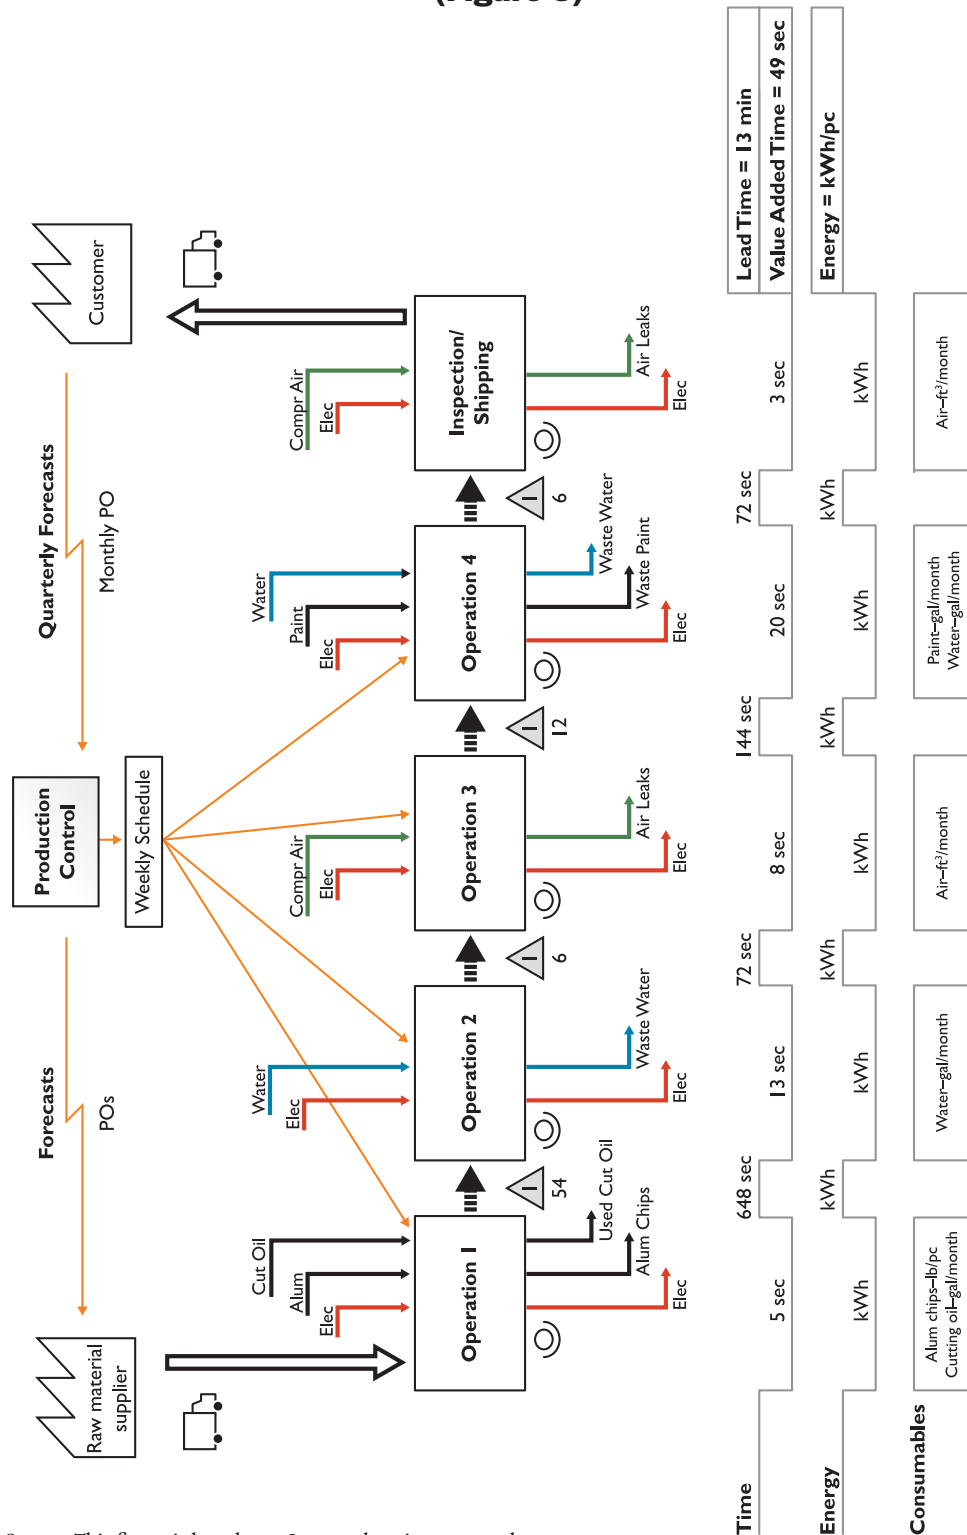 Production
Control
Weekly Schedule
Forecasts
POs
Quarterly Forecasts
Monthly PO
Raw material
supplier
Customer
Elec
Alum
Cut Oil
Operation 1
Elec
Alum Chips
Used Cut Oil
I
54
Elec
Water
Operation 2
Elec
Waste Water
I
6
Elec
Compr Air
Operation 3
Elec
Air Leaks
I
12
Elec
Paint
Water
Operation 4
Elec
Waste Paint
Waste Water
I
6
Elec
Compr Air
Inspection/
Shipping
Elec
Air Leaks
Time
5 sec
648 sec
13 sec
72 sec
8 sec
144 sec
20 sec
72 sec
3 sec
Lead Time = 13 min
Value Added Time = 49 sec
Energy
kWh
kWh
kWh
kWh
kWh
kWh
kWh
kWh
kWh
Energy = kWh/pc
Consumables
Alum chips–lb/pc
Cutting oil–gal/month
Water–gal/month
Air–ft³/month
Paint–gal/month
Water–gal/month
Air–ft³/month